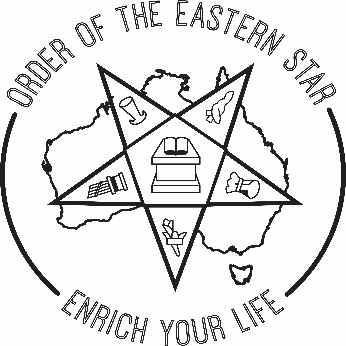 ORDER OF THE EASTERN STAR
ENRICH YOUR LIFE